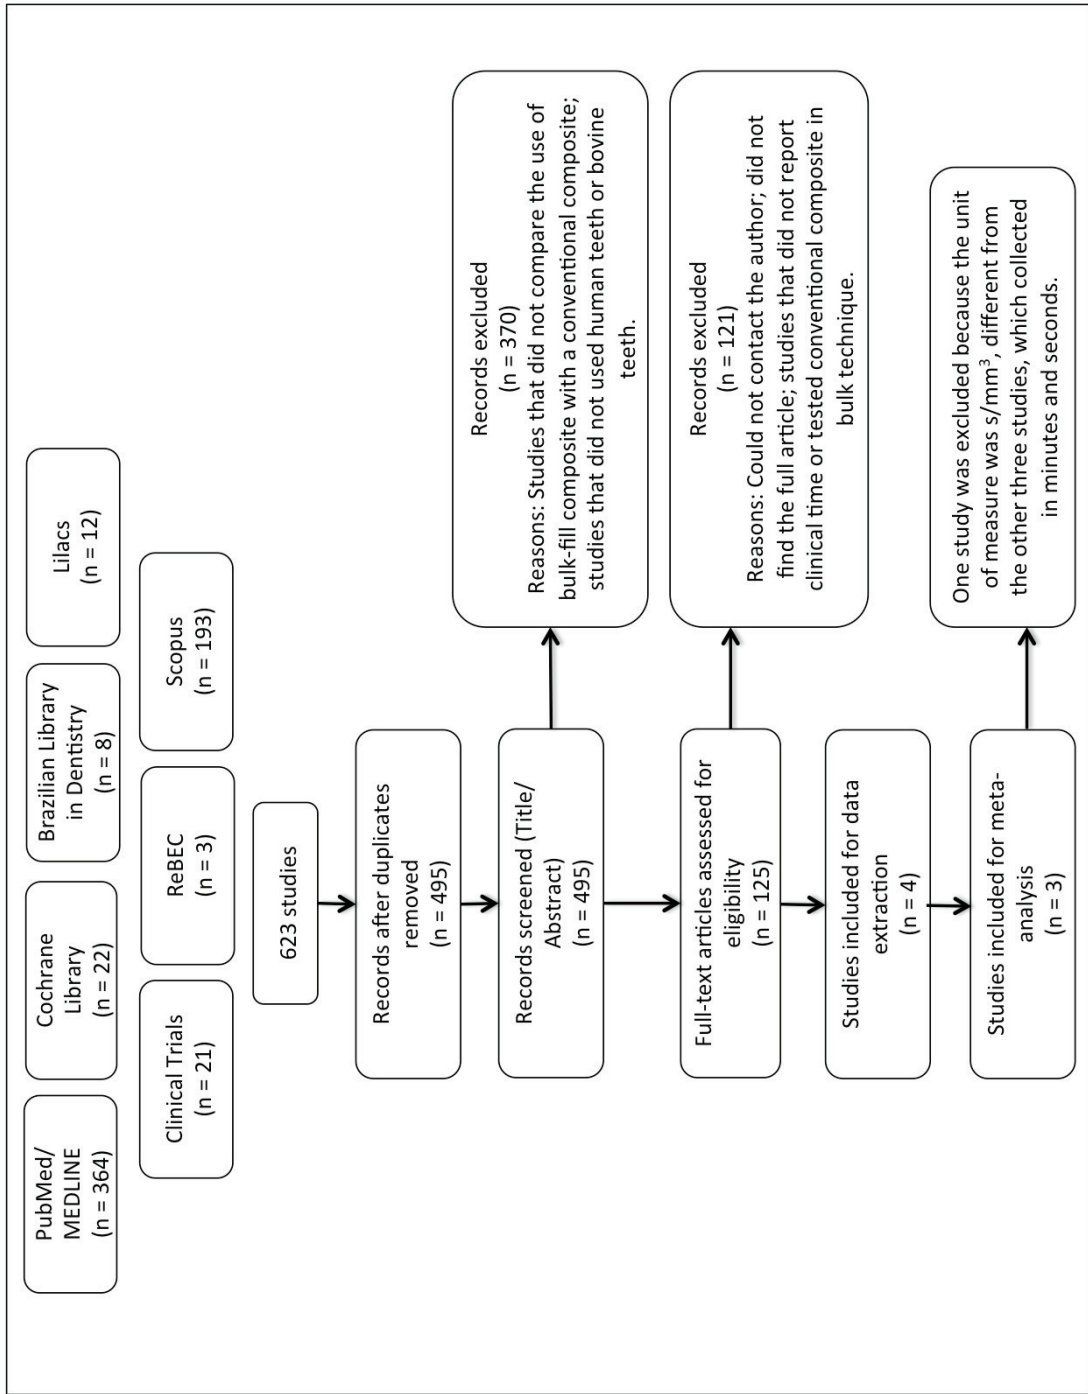 PubMed/
MEDLINE
(n = 364)
Cochrane
Library
(n = 22)
Brazilian Library
in Dentistry
(n = 8)
Lilacs
(n = 12)
Clinical Trials
(n = 21)
ReBEC
(n = 3)
Scopus
(n = 193)
623 studies
Records after duplicates
removed
(n = 495)
Records screened (Title/
Abstract)
(n = 495)
Records excluded
(n = 370)
Reasons: Studies that did not compare the use of
bulk-fill composite with a conventional composite;
studies that did not used human teeth or bovine
teeth.
Full-text articles assessed for
eligibility
(n = 125)
Records excluded
(n = 121)
Reasons: Could not contact the author; did not
find the full article; studies that did not report
clinical time or tested conventional composite in
bulk technique.
Studies included for data
extraction
(n = 4)
Studies included for meta-
analysis
(n = 3)
One study was excluded because the unit
of measure was s/mm³, different from
the other three studies, which collected
in minutes and seconds.